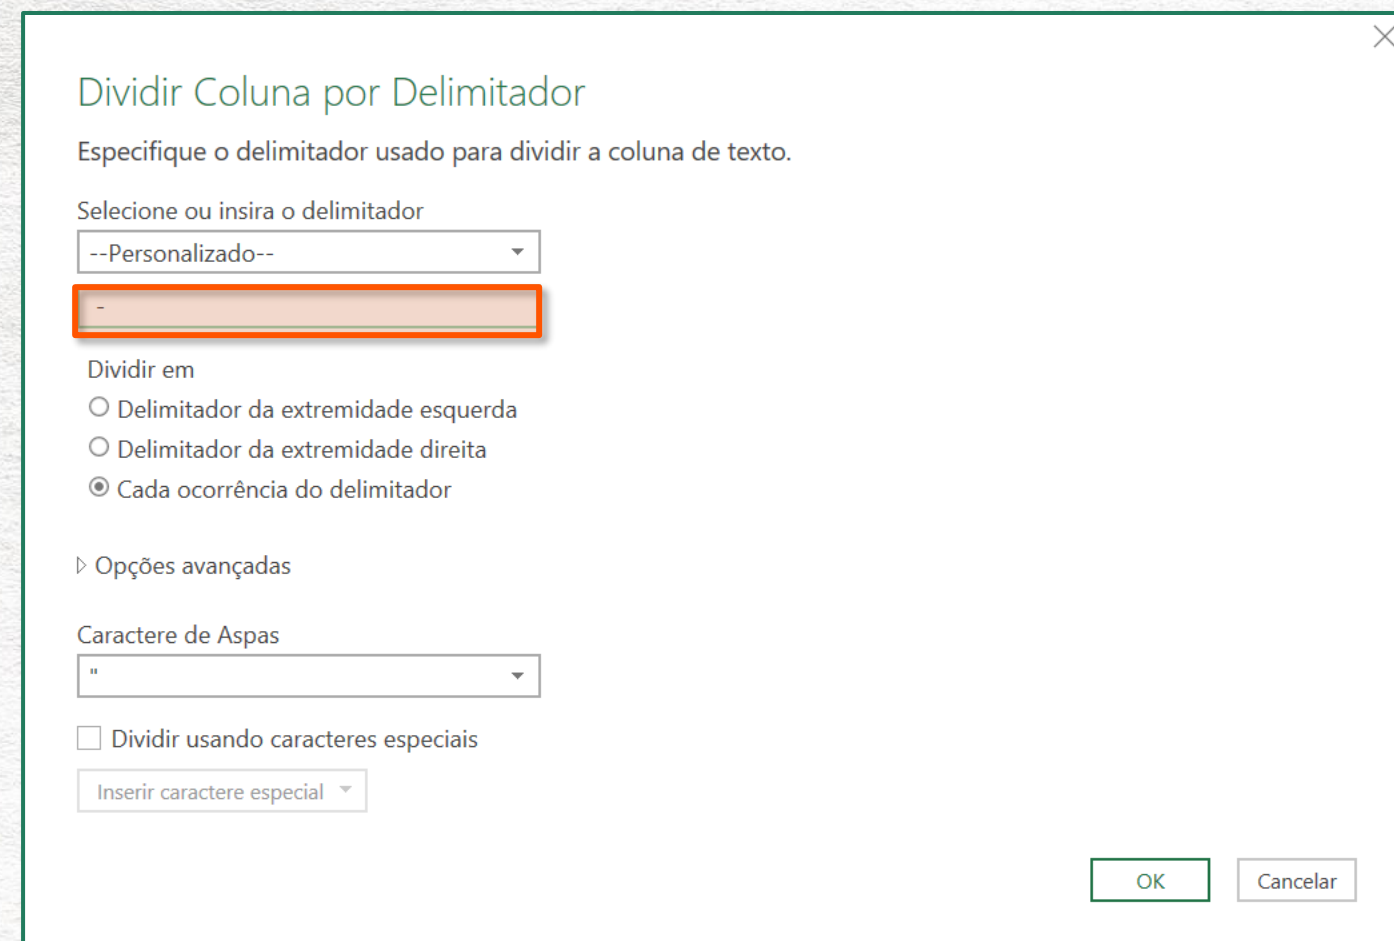 Dividir Coluna por Delimitador
Especifique o delimitador usado para dividir a coluna de texto.
Selecione ou insira o delimitador
--Personalizado--
-
Dividir em
Delimitador da extremidade esquerda
Delimitador da extremidade direita
Cada ocorrência do delimitador
Opções avançadas
Caractere de Aspas
"
Dividir usando caracteres especiais
Inserir caractere especial
OK Cancelar